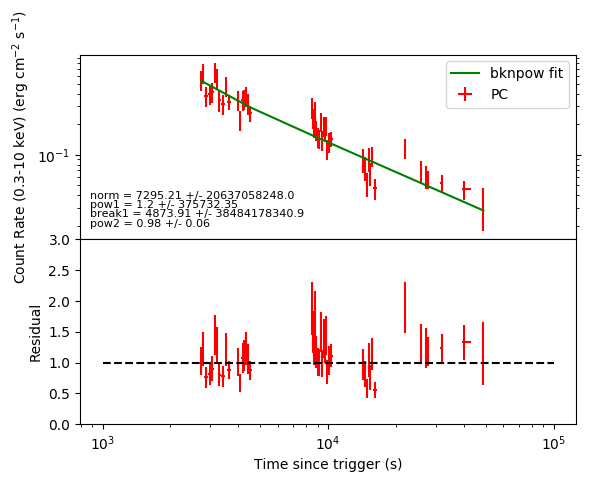 Count Rate (0.3-10 keV) (erg cm⁻² s⁻¹)
bknpow fit
PC
10⁻¹
norm = 7295.21 +/- 20637058248.0
pow1 = 1.2 +/- 375732.35
break1 = 4873.91 +/- 38484178340.9
pow2 = 0.98 +/- 0.06
Residual
3.0
2.5
2.0
1.5
1.0
0.5
0.0
10³ 10⁴ 10⁵
Time since trigger (s)